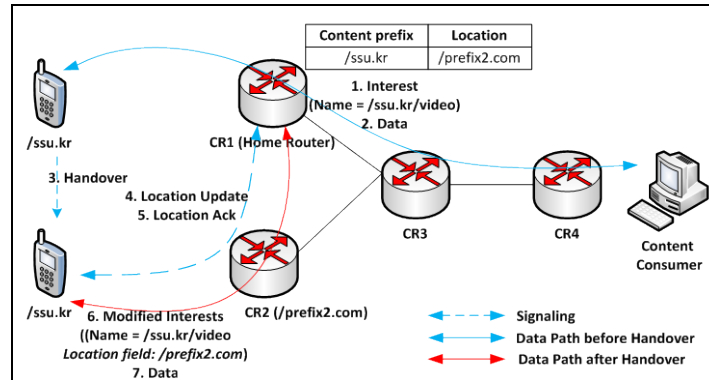 Content prefix Location
/ssu.kr /prefix2.com
1. Interest
((Name = /ssu.kr/video)
2. Data
/ssu.kr
CR1 (Home Router)
3. Handover
4. Location Update
5. Location Ack
CR3
CR4
Content
Consumer
/ssu.kr
CR2 (/prefix2.com)
6. Modified Interests
((Name = /ssu.kr/video
Location field: /prefix2.com)
7. Data
Signaling
Data Path before Handover
Data Path after Handover